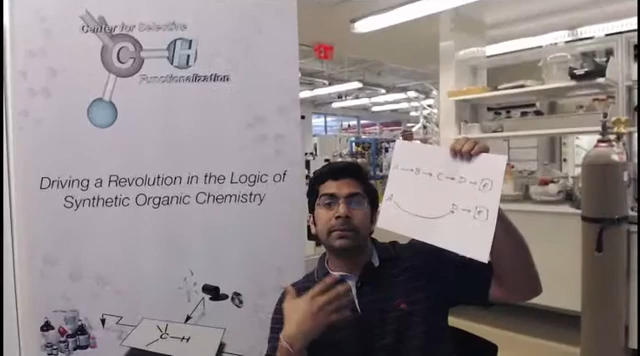 Center for Selective
C H
Functionalization
Driving a Revolution in the Logic of
Synthetic Organic Chemistry
A → B → C → D → E
A D → E
C H